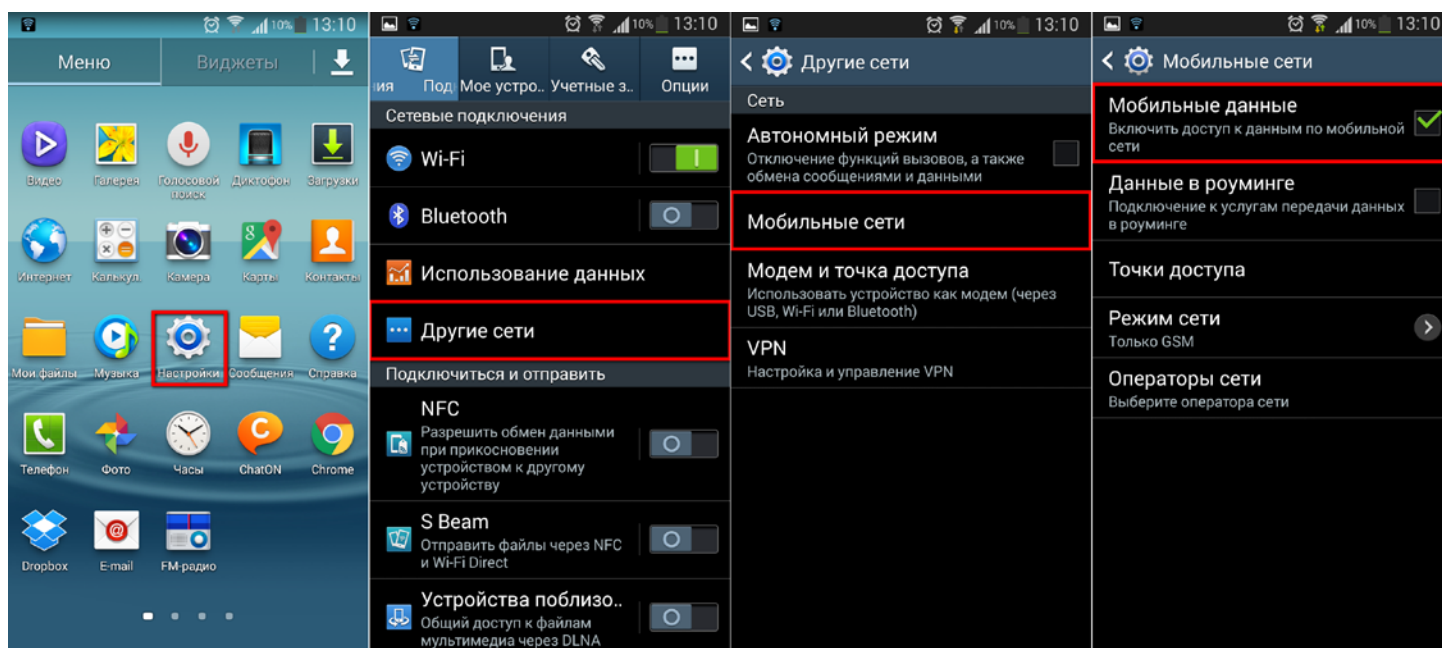 10% 13:10
Меню
Виджеты
Видео
Галерея
Голосовой
поиск
Диктофон
Загрузки
Интернет
Калькул.
Камера
Карты
Контакты
Мои файлы
Музыка
Настройки
Сообщения
Справка
Телефон
Фото
Часы
ChatON
Chrome
Dropbox
E-mail
FM-радио
10% 13:10
ия
Под
Мое устро..
Учетные з..
Опции
Сетевые подключения
Wi-Fi
Bluetooth
Использование данных
Другие сети
Подключиться и отправить
NFC
Разрешить обмен данными
при прикосновении
устройством к другому
устройству
S Beam
Отправить файлы через NFC
и Wi-Fi Direct
Устройства поблизо..
Общий доступ к файлам
мультимедиа через DLNA
10% 13:10
Другие сети
Сеть
Автономный режим
Отключение функций вызовов, а также
обмена сообщениями и данными
Мобильные сети
Модем и точка доступа
Использовать устройство как модем (через
USB, Wi-Fi или Bluetooth)
VPN
Настройка и управление VPN
10% 13:10
Мобильные сети
Мобильные данные
Включить доступ к данным по мобильной
сети
Данные в роуминге
Подключение к услугам передачи данных
в роуминге
Точки доступа
Режим сети
Только GSM
Операторы сети
Выберите оператора сети